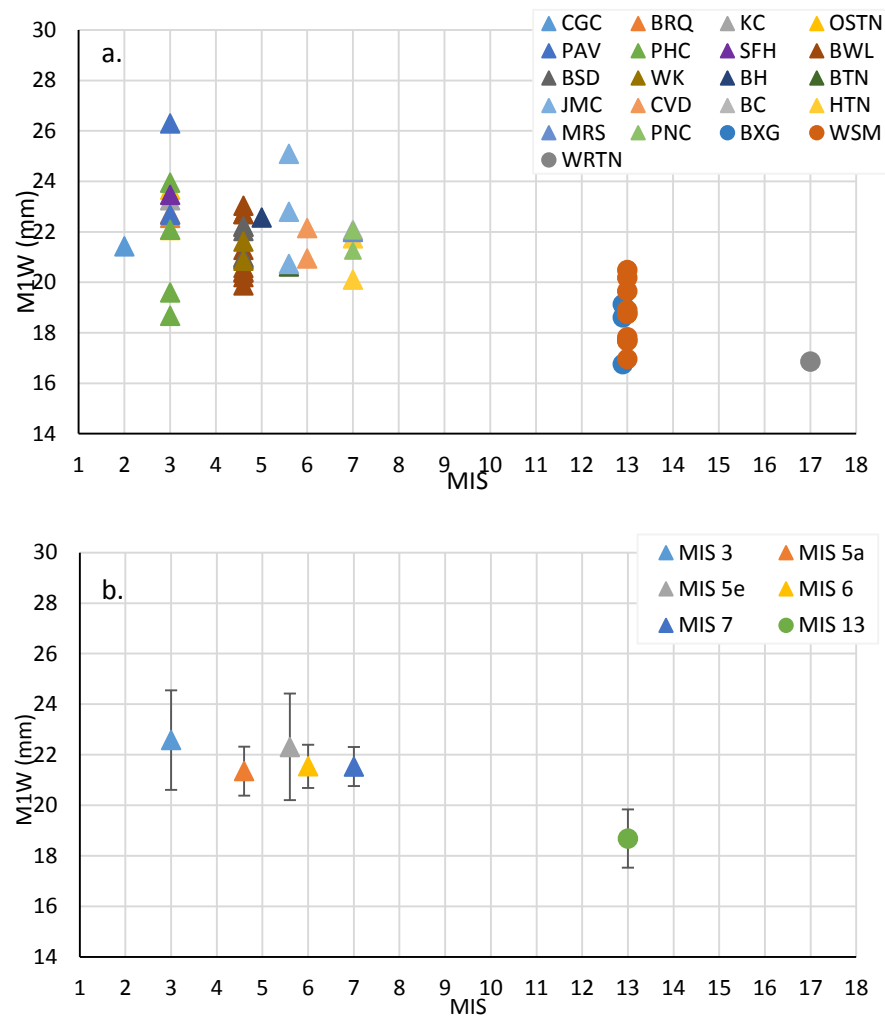 a.
CGC BRQ KC OSTN
PAV PHC SFH BWL
BSD WK BH BTN
JMC CVD BC HTN
MRS PNC BXG WSM
WRTN
30
28
26
24
22
20
18
16
14
M1W (mm)
1 2 3 4 5 6 7 8 9 10 11 12 13 14 15 16 17 18
MIS
b.
MIS 3 MIS 5a
MIS 5e MIS 6
MIS 7 MIS 13
30
28
26
24
22
20
18
16
14
M1W (mm)
1 2 3 4 5 6 7 8 9 10 11 12 13 14 15 16 17 18
MIS